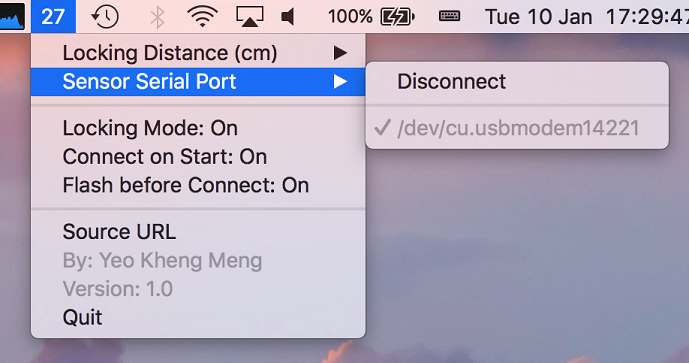 27
100%
Tue 10 Jan 17:29:47
Locking Distance (cm)
Sensor Serial Port
Disconnect
✓ /dev/cu.usbmodem14221
Locking Mode: On
Connect on Start: On
Flash before Connect: On
Source URL
By: Yeo Kheng Meng
Version: 1.0
Quit